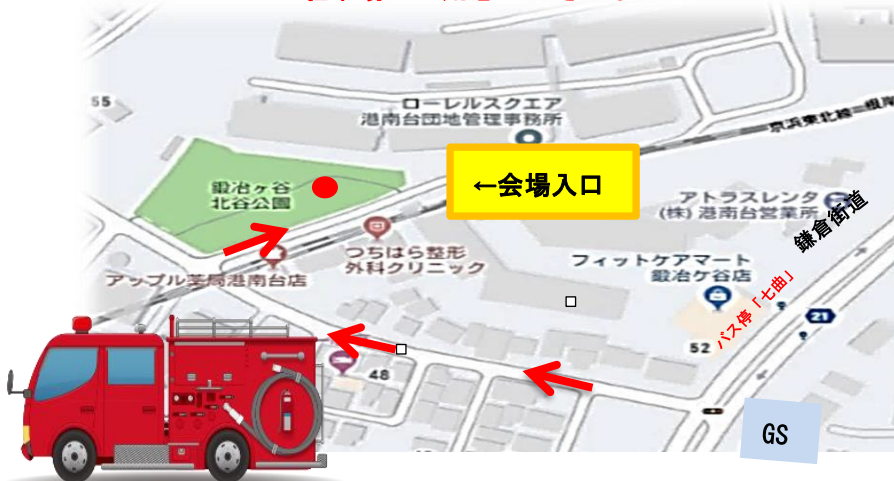 55
ローレルスクエア
港南台団地管理事務所
京浜東北線=根岸
←会場入口
鍛冶ヶ谷
北谷公園
アトラスレンタ
(株)港南台営業所
鎌倉街道
つちはら整形
外科クリニック
フィットケアマート
鍛冶ケ谷店
アップル薬局港南台店
バス停「七曲」
21
52
48
GS